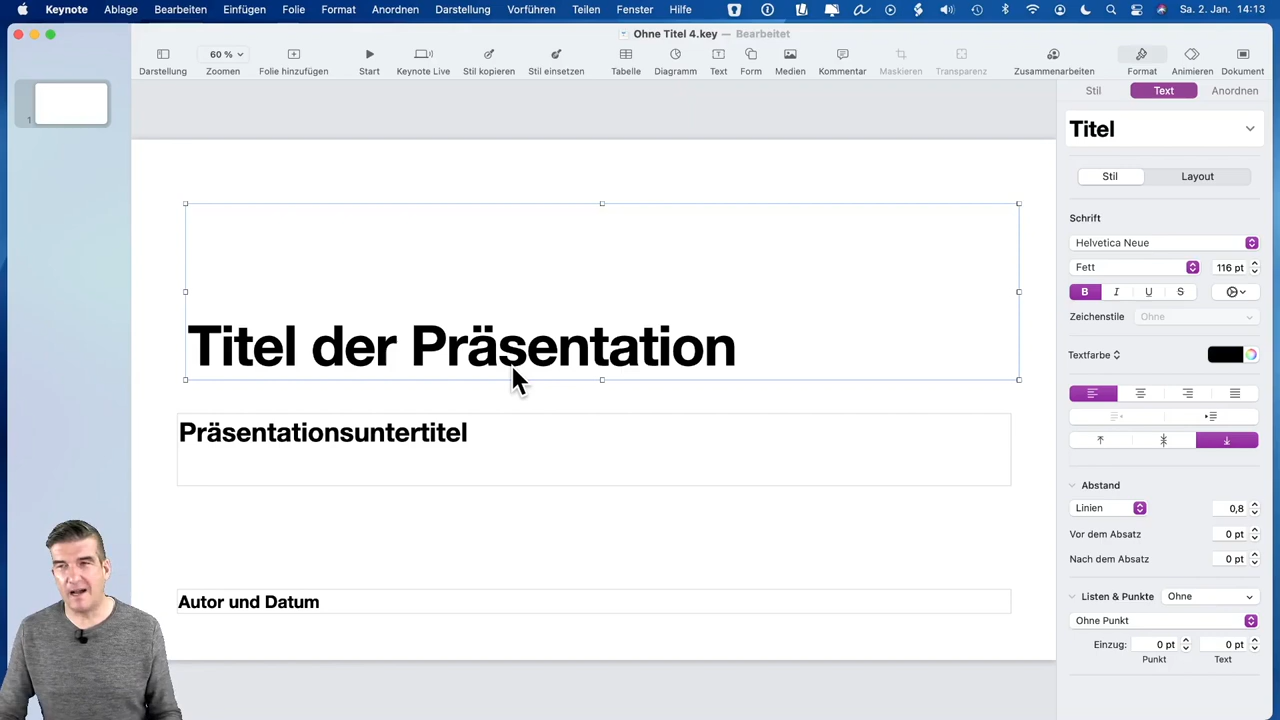 Keynote Ablage Bearbeiten Einfügen Folie Format Anordnen Darstellung Vorführen Teilen Fenster Hilfe Sa. 2. Jan. 14:13
Ohne Titel 4.key — Bearbeitet
60 %
Darstellung Zoomen Folie hinzufügen Start Keynote Live Stil kopieren Stil einsetzen Tabelle Diagramm Text Form Medien Kommentar Maskieren Transparenz Zusammenarbeiten Format Animieren Dokument
Stil Text Anordnen
1
Titel
Stil Layout
Schrift
Helvetica Neue
Fett 116 pt
B I U S
Zeichenstile Ohne
Textfarbe
Abstand
Linien 0,8
Vor dem Absatz 0 pt
Nach dem Absatz 0 pt
Listen & Punkte Ohne
Ohne Punkt
Einzug: 0 pt 0 pt
Punkt Text
Titel der Präsentation
Präsentationsuntertitel
Autor und Datum